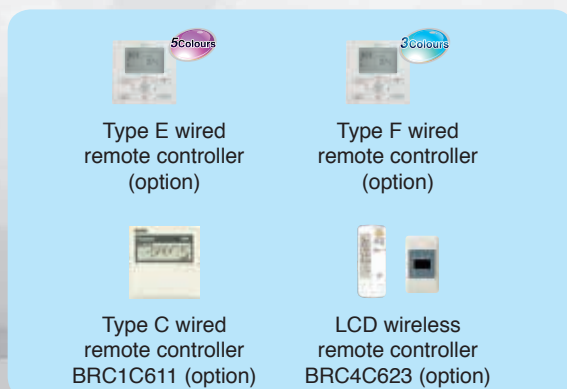 5Colours
3Colours
Type E wired
remote controller
(option)
Type F wired
remote controller
(option)
Type C wired
remote controller
BRC1C611 (option)
LCD wireless
remote controller
BRC4C623 (option)